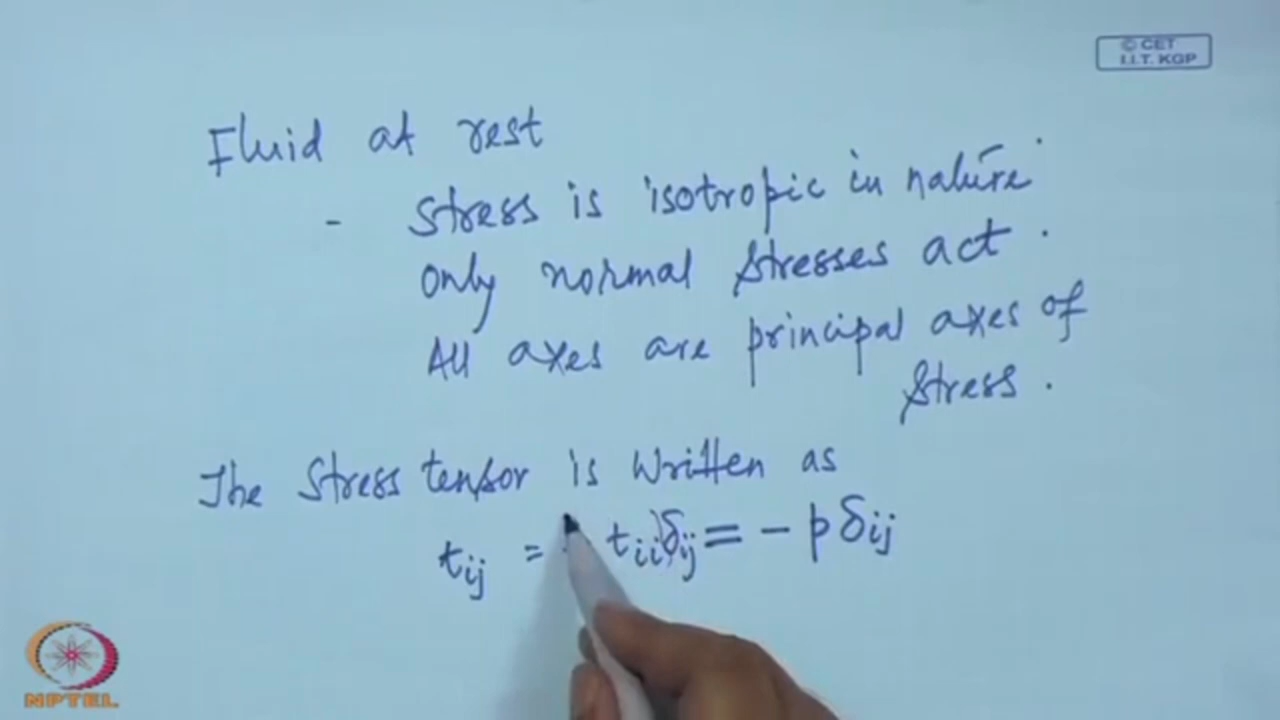 © CET
I.I.T. KGP
Fluid at rest
- Stress is isotropic in nature.
Only normal stresses act.
All axes are principal axes of
stress.
The stress tensor is written as
tij = tii δij = - p δij
NPTEL